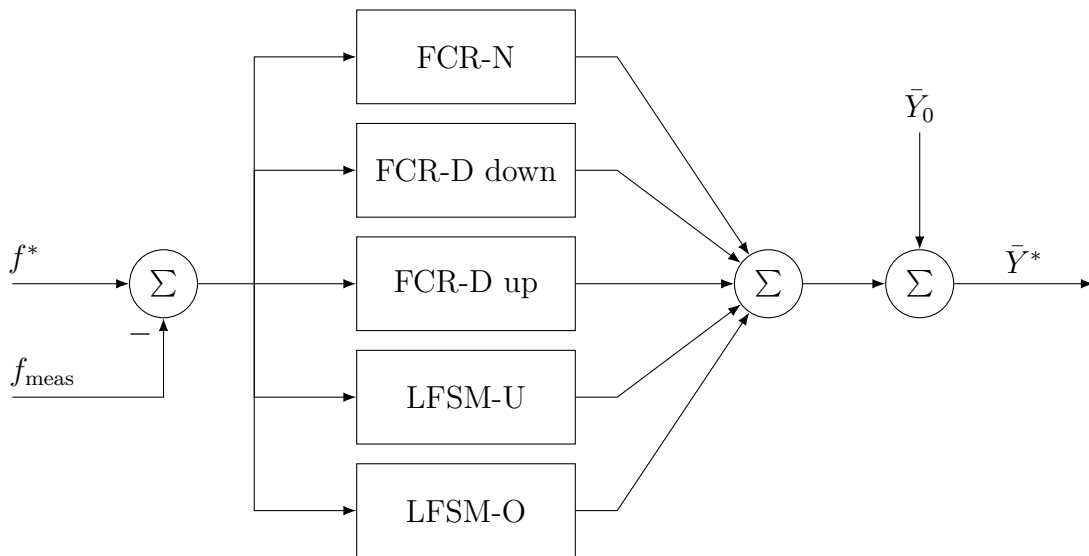 FCR-N
FCR-D down
FCR-D up
LFSM-U
LFSM-O
f*
Σ
−
f_meas
Σ
Σ
Ȳ₀
Ȳ*